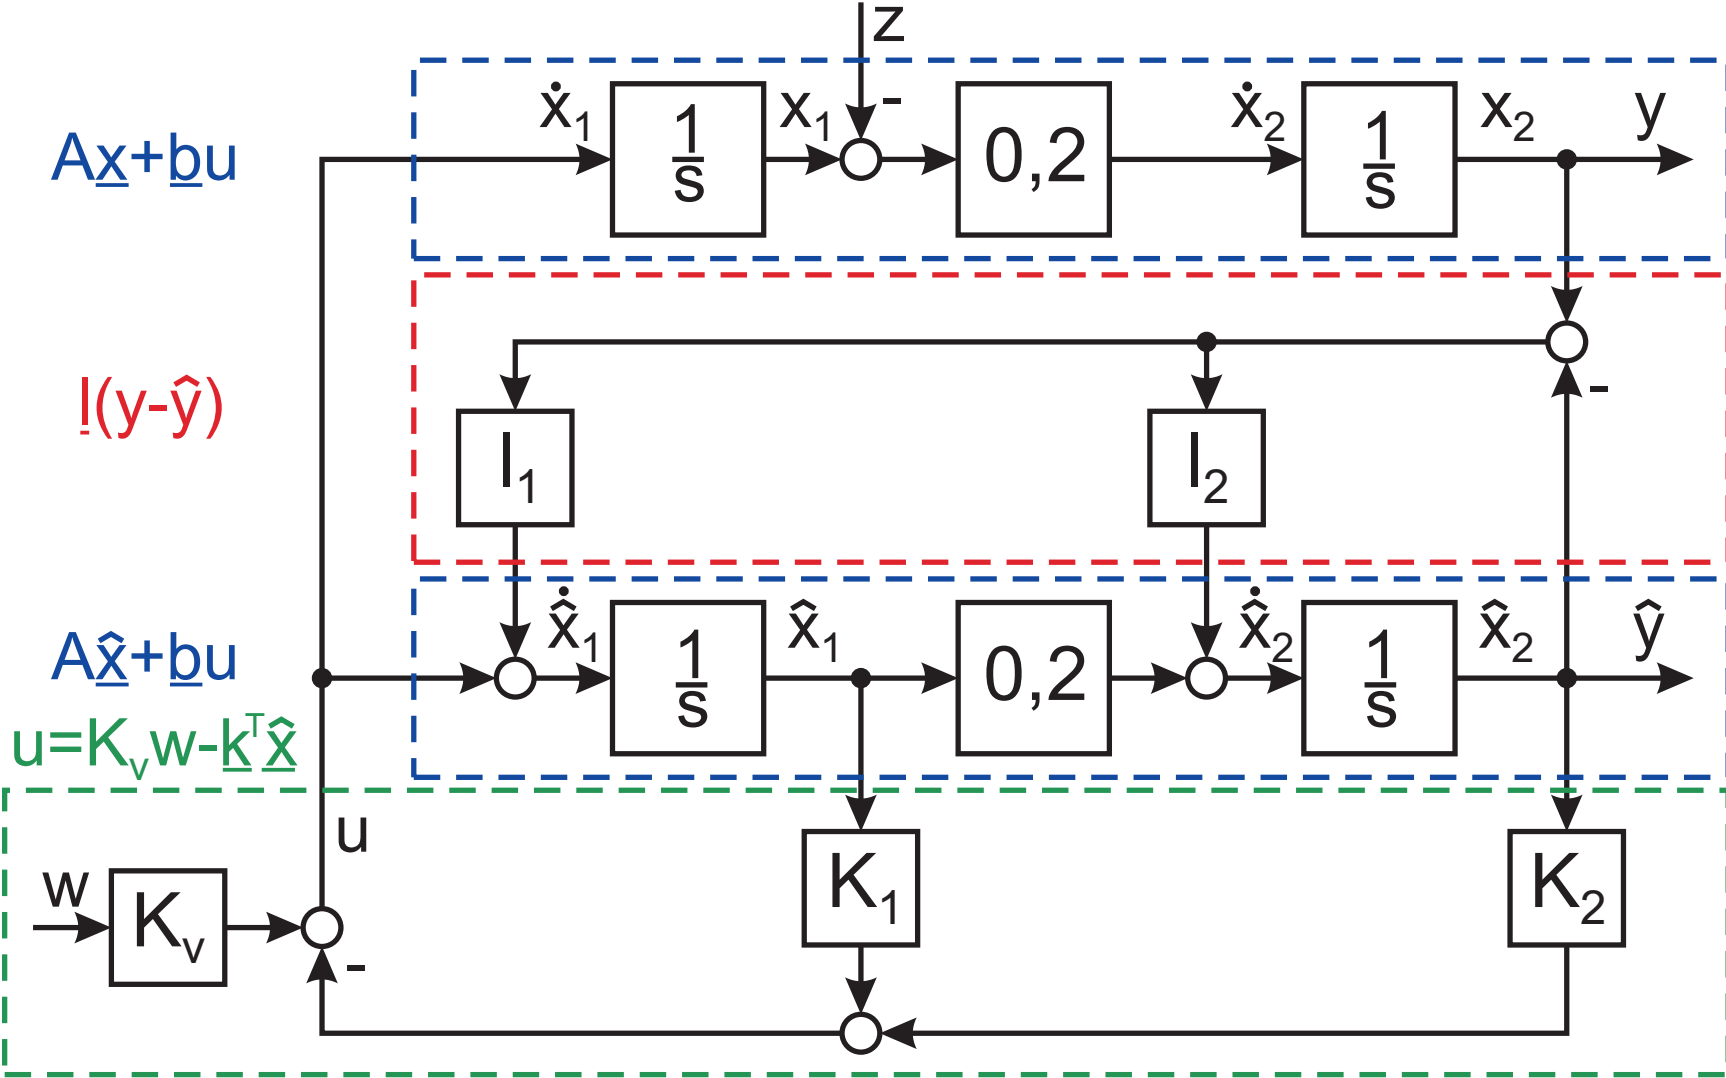 z
Ax+bu
ẋ₁
1/s
x₁
-
0,2
ẋ₂
1/s
x₂
y
l(y-ŷ)
-
l₁
l₂
Ax̂+bu
x̂̇₁
1/s
x̂₁
0,2
x̂̇₂
1/s
x̂₂
ŷ
u=Kᵥw-kᵀx̂
u
w
Kᵥ
-
K₁
K₂